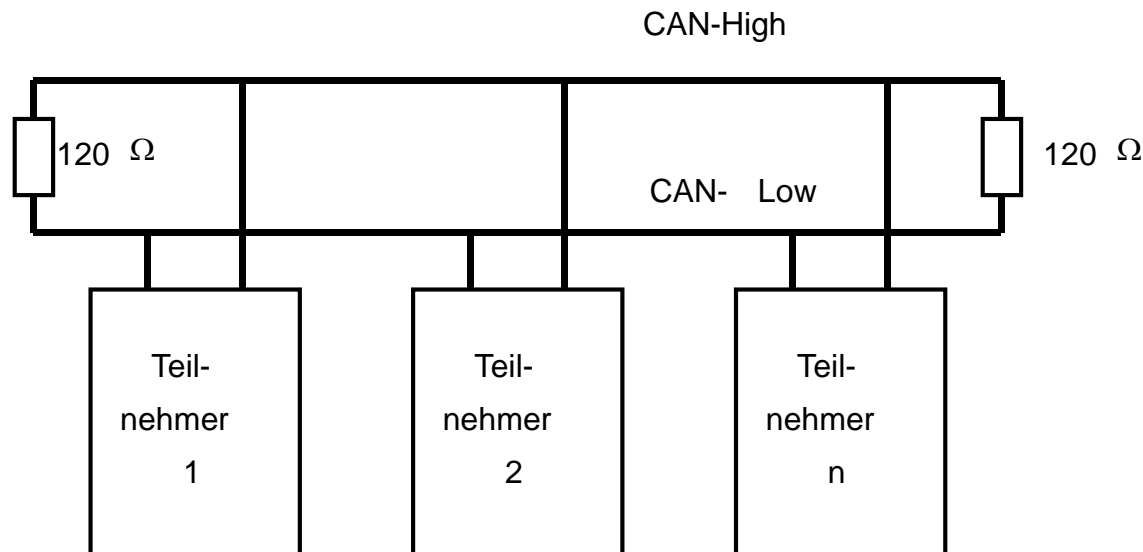 CAN-High
120 Ω
120 Ω
CAN- Low
Teil-
nehmer
1
Teil-
nehmer
2
Teil-
nehmer
n